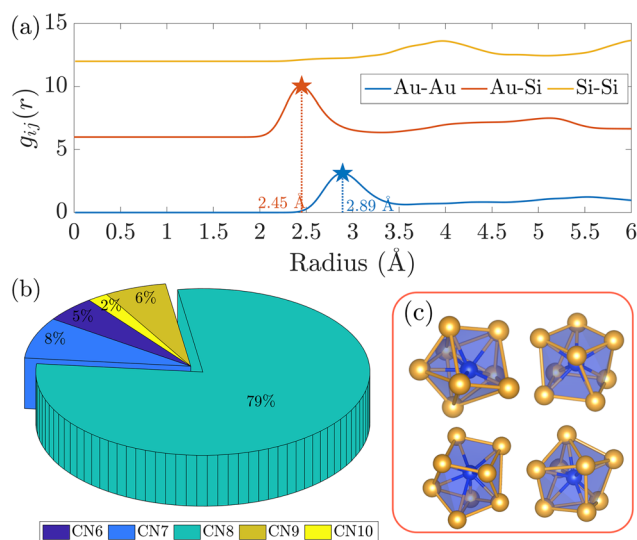 (a)
15
10
5
0
g_{ij}(r)
Au-Au Au-Si Si-Si
2.45 Å
2.89 Å
0 0.5 1 1.5 2 2.5 3 3.5 4 4.5 5 5.5 6
Radius (Å)
(b)
5%
2%
6%
8%
79%
CN6 CN7 CN8 CN9 CN10
(c)